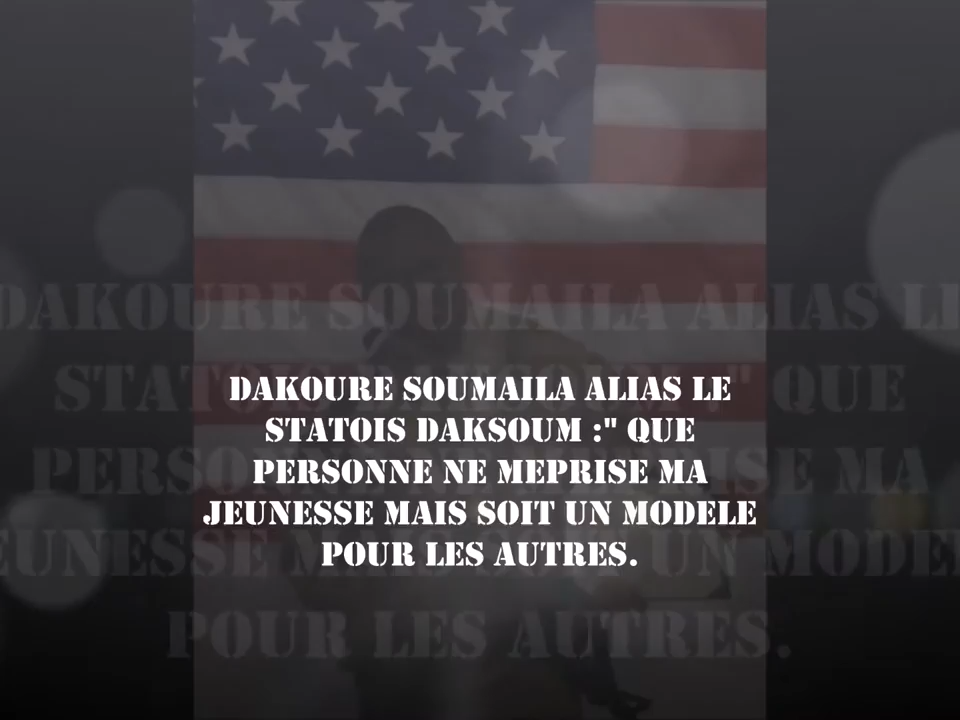 DAKOURE SOUMAILA ALIAS LE
STATOIS DAKSOUM :" QUE
PERSONNE NE MEPRISE MA
JEUNESSE MAIS SOIT UN MODELE
POUR LES AUTRES.